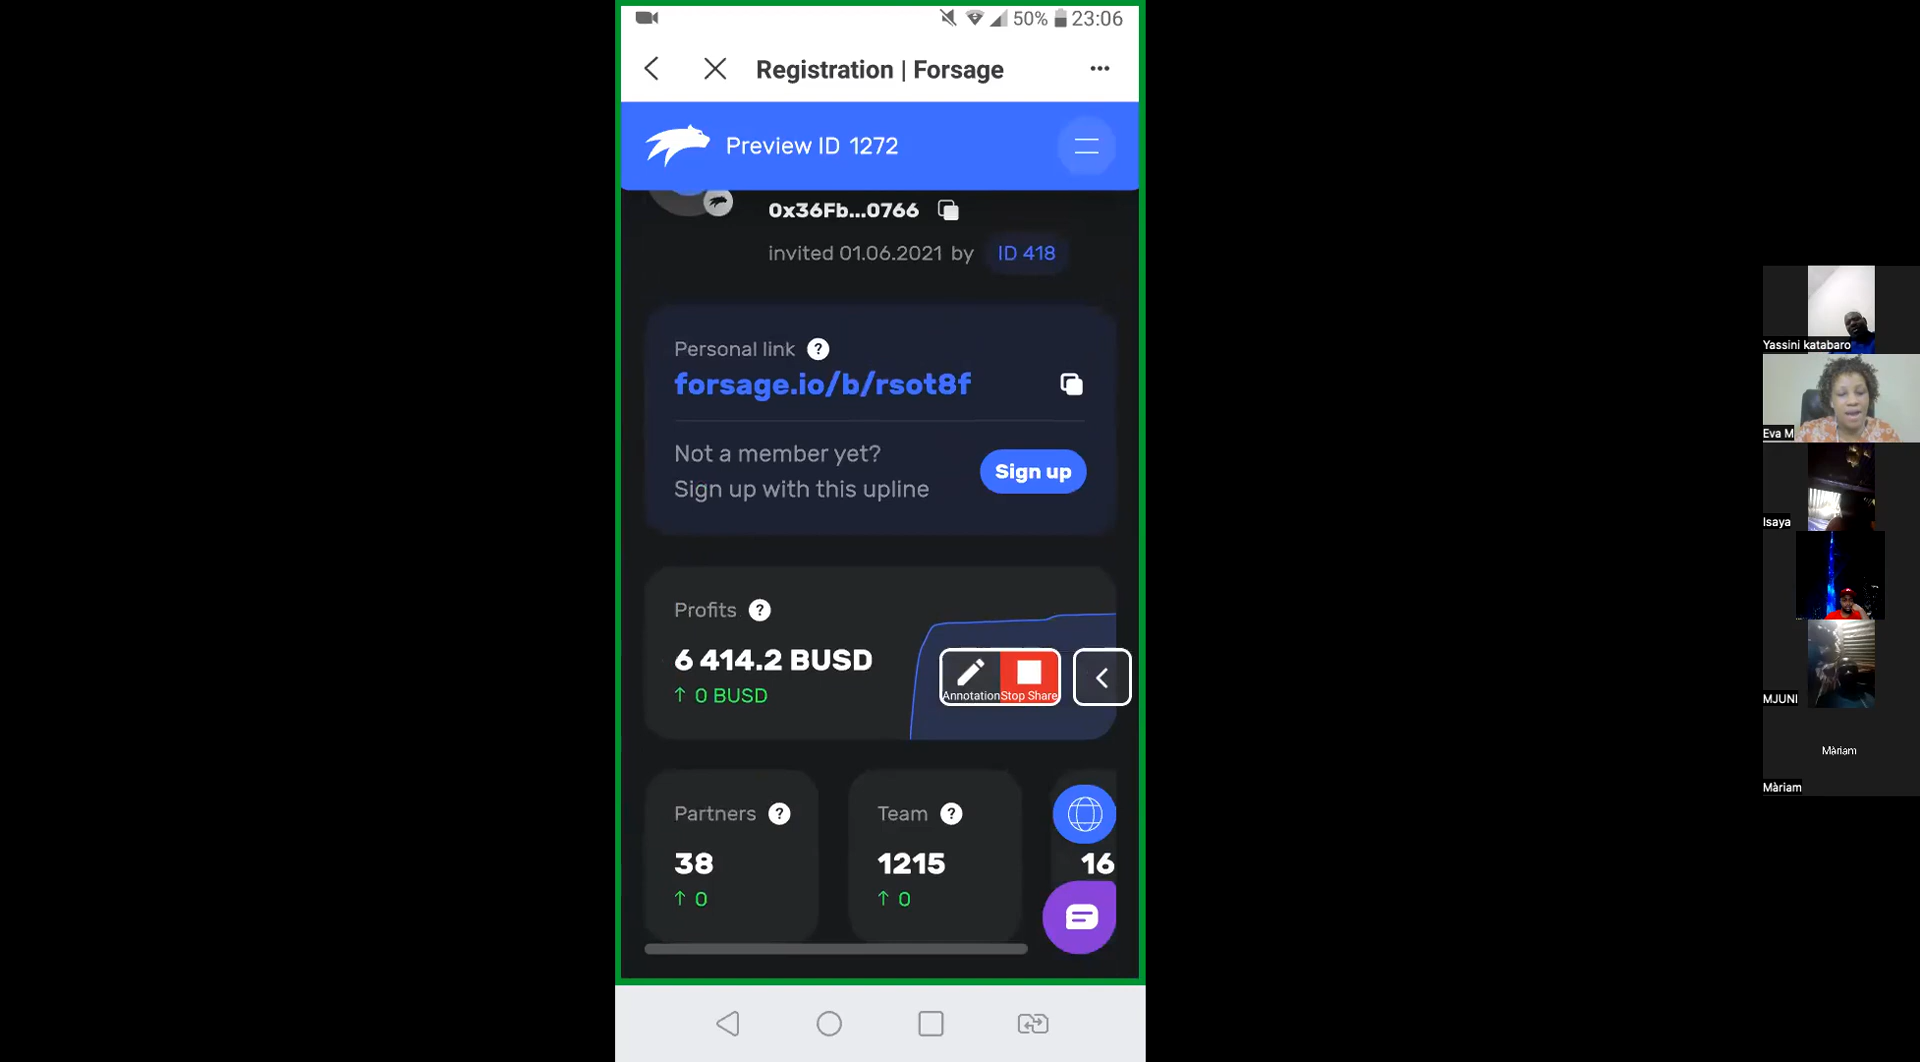 50% 23:06
Registration | Forsage
Preview ID 1272
0x36Fb...0766
invited 01.06.2021 by ID 418
Personal link ?
forsage.io/b/rsot8f
Not a member yet?
Sign up with this upline
Sign up
Profits ?
6 414.2 BUSD
↑ 0 BUSD
Annotation Stop Share
Partners ?
38
↑ 0
Team ?
1215
↑ 0
16
Yassini katabaro
Eva M
Isaya
MJUNI
Màriam
Màriam